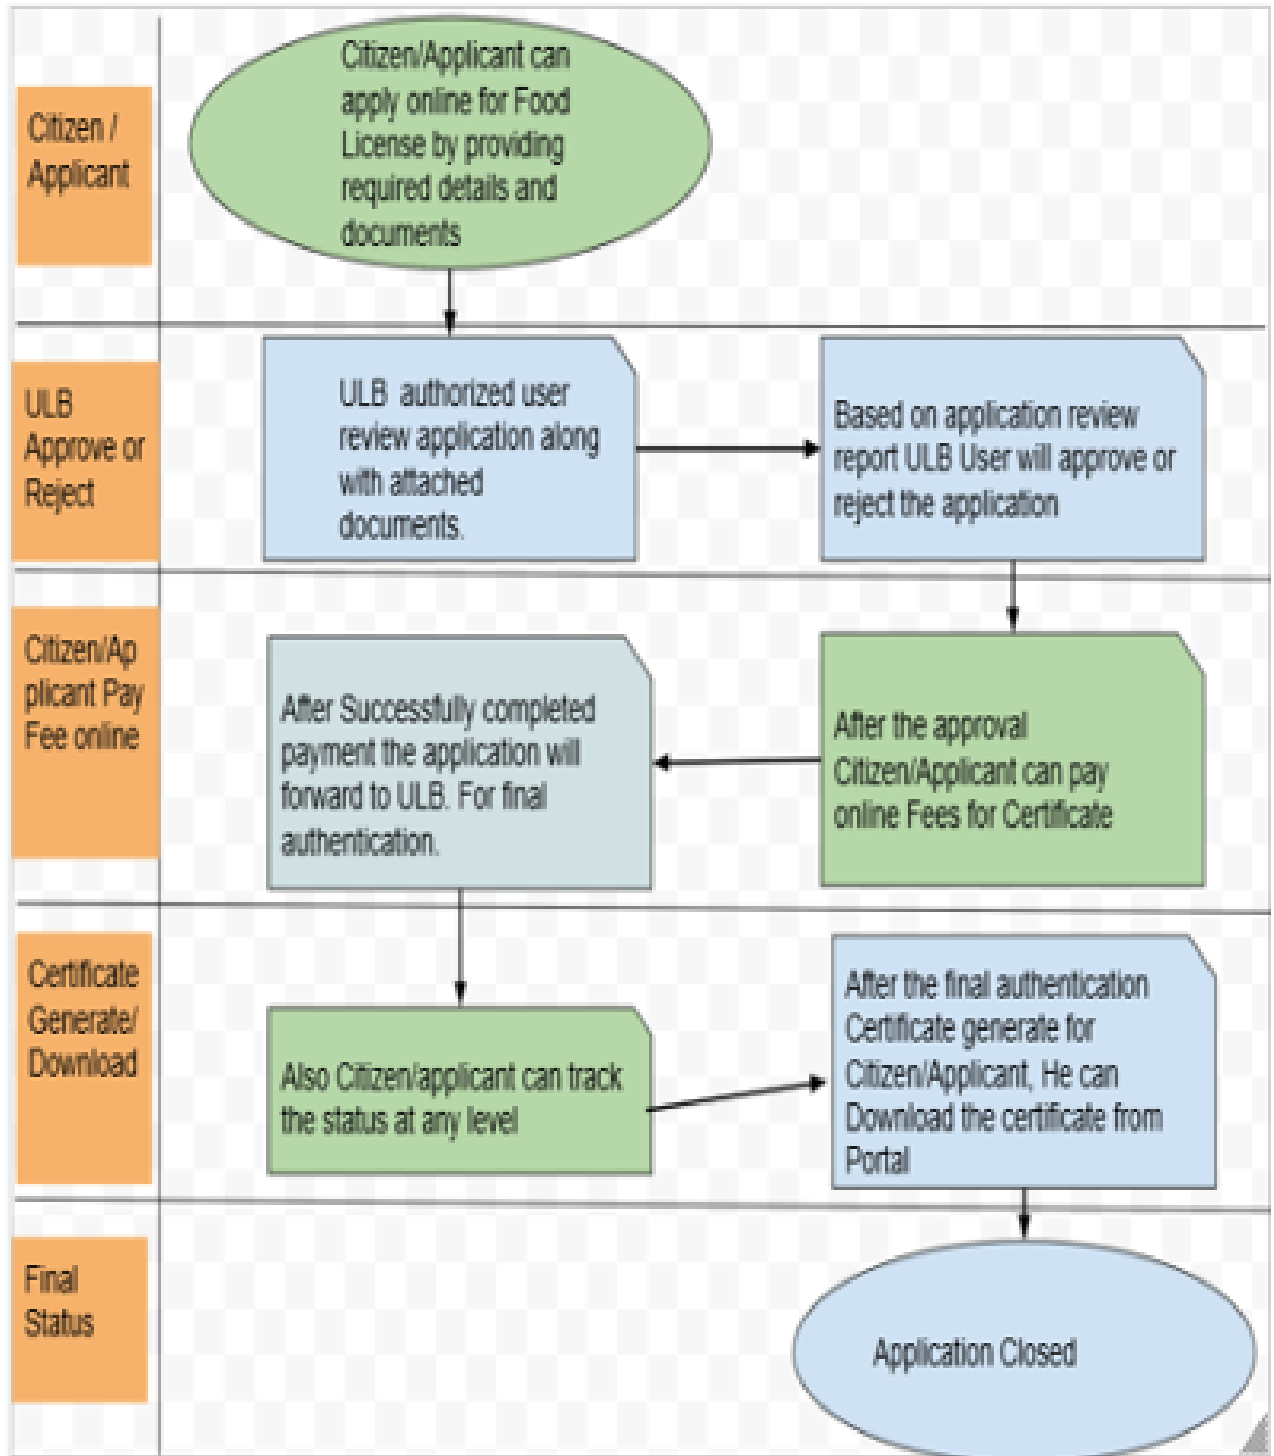 Citizen /
Applicant
Citizen/Applicant can
apply online for Food
License by providing
required details and
documents
ULB
Approve or
Reject
ULB authorized user
review application along
with attached
documents.
Based on application review
report ULB User will approve or
reject the application
Citizen/Ap
plicant Pay
Fee online
After Successfully completed
payment the application will
forward to ULB. For final
authentication.
After the approval
Citizen/Applicant can pay
online Fees for Certificate
Certificate
Generate/
Download
Also Citizen/applicant can track
the status at any level
After the final authentication
Certificate generate for
Citizen/Applicant, He can
Download the certificate from
Portal
Final
Status
Application Closed